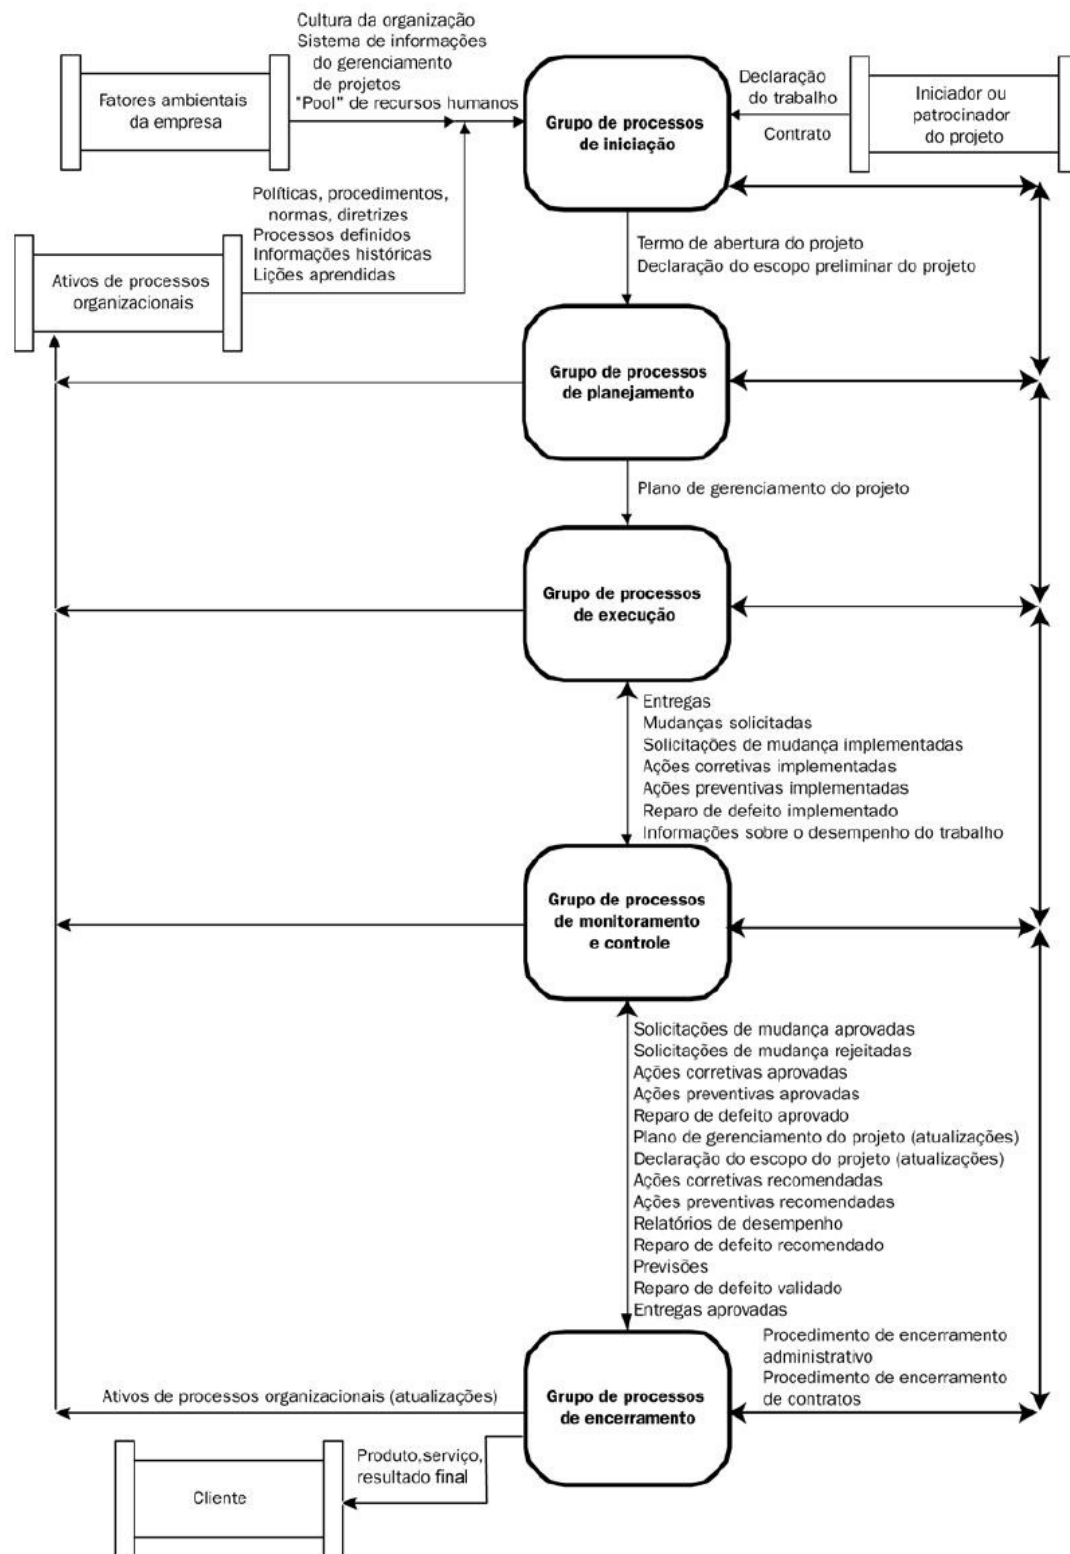 Cultura da organização
Sistema de informações
do gerenciamento
de projetos
"Pool" de recursos humanos
Fatores ambientais
da empresa
Grupo de processos
de iniciação
Declaração
do trabalho
Contrato
Iniciador ou
patrocinador
do projeto
Políticas, procedimentos,
normas, diretrizes
Processos definidos
Informações históricas
Lições aprendidas
Ativos de processos
organizacionais
Termo de abertura do projeto
Declaração do escopo preliminar do projeto
Grupo de processos
de planejamento
Plano de gerenciamento do projeto
Grupo de processos
de execução
Entregas
Mudanças solicitadas
Solicitações de mudança implementadas
Ações corretivas implementadas
Ações preventivas implementadas
Reparo de defeito implementado
Informações sobre o desempenho do trabalho
Grupo de processos
de monitoramento
e controle
Solicitações de mudança aprovadas
Solicitações de mudança rejeitadas
Ações corretivas aprovadas
Ações preventivas aprovadas
Reparo de defeito aprovado
Plano de gerenciamento do projeto (atualizações)
Declaração do escopo do projeto (atualizações)
Ações corretivas recomendadas
Ações preventivas recomendadas
Relatórios de desempenho
Reparo de defeito recomendado
Previsões
Reparo de defeito validado
Entregas aprovadas
Procedimento de encerramento
administrativo
Procedimento de encerramento
de contratos
Ativos de processos organizacionais (atualizações)
Grupo de processos
de encerramento
Produto,serviço,
resultado final
Cliente